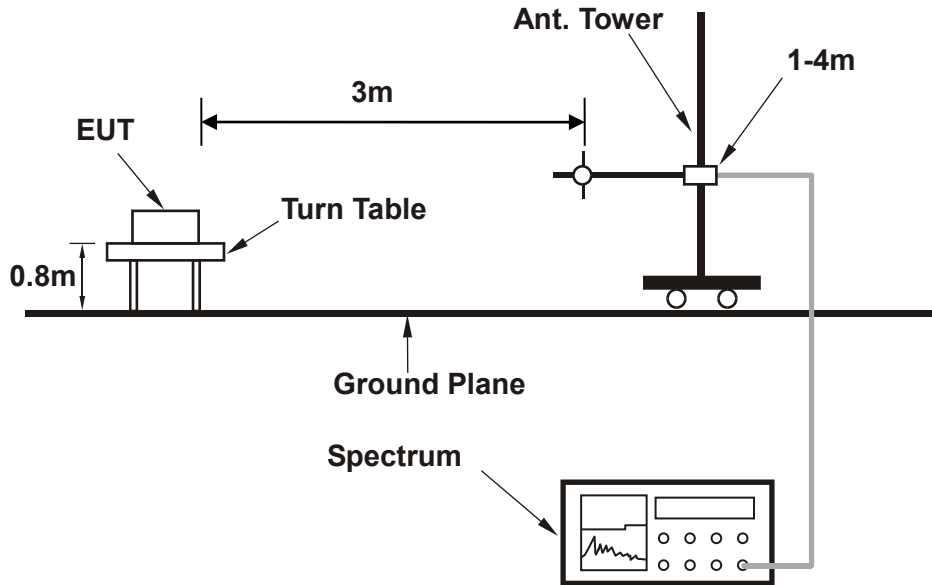 Ant. Tower
1-4m
3m
EUT
Turn Table
0.8m
Ground Plane
Spectrum